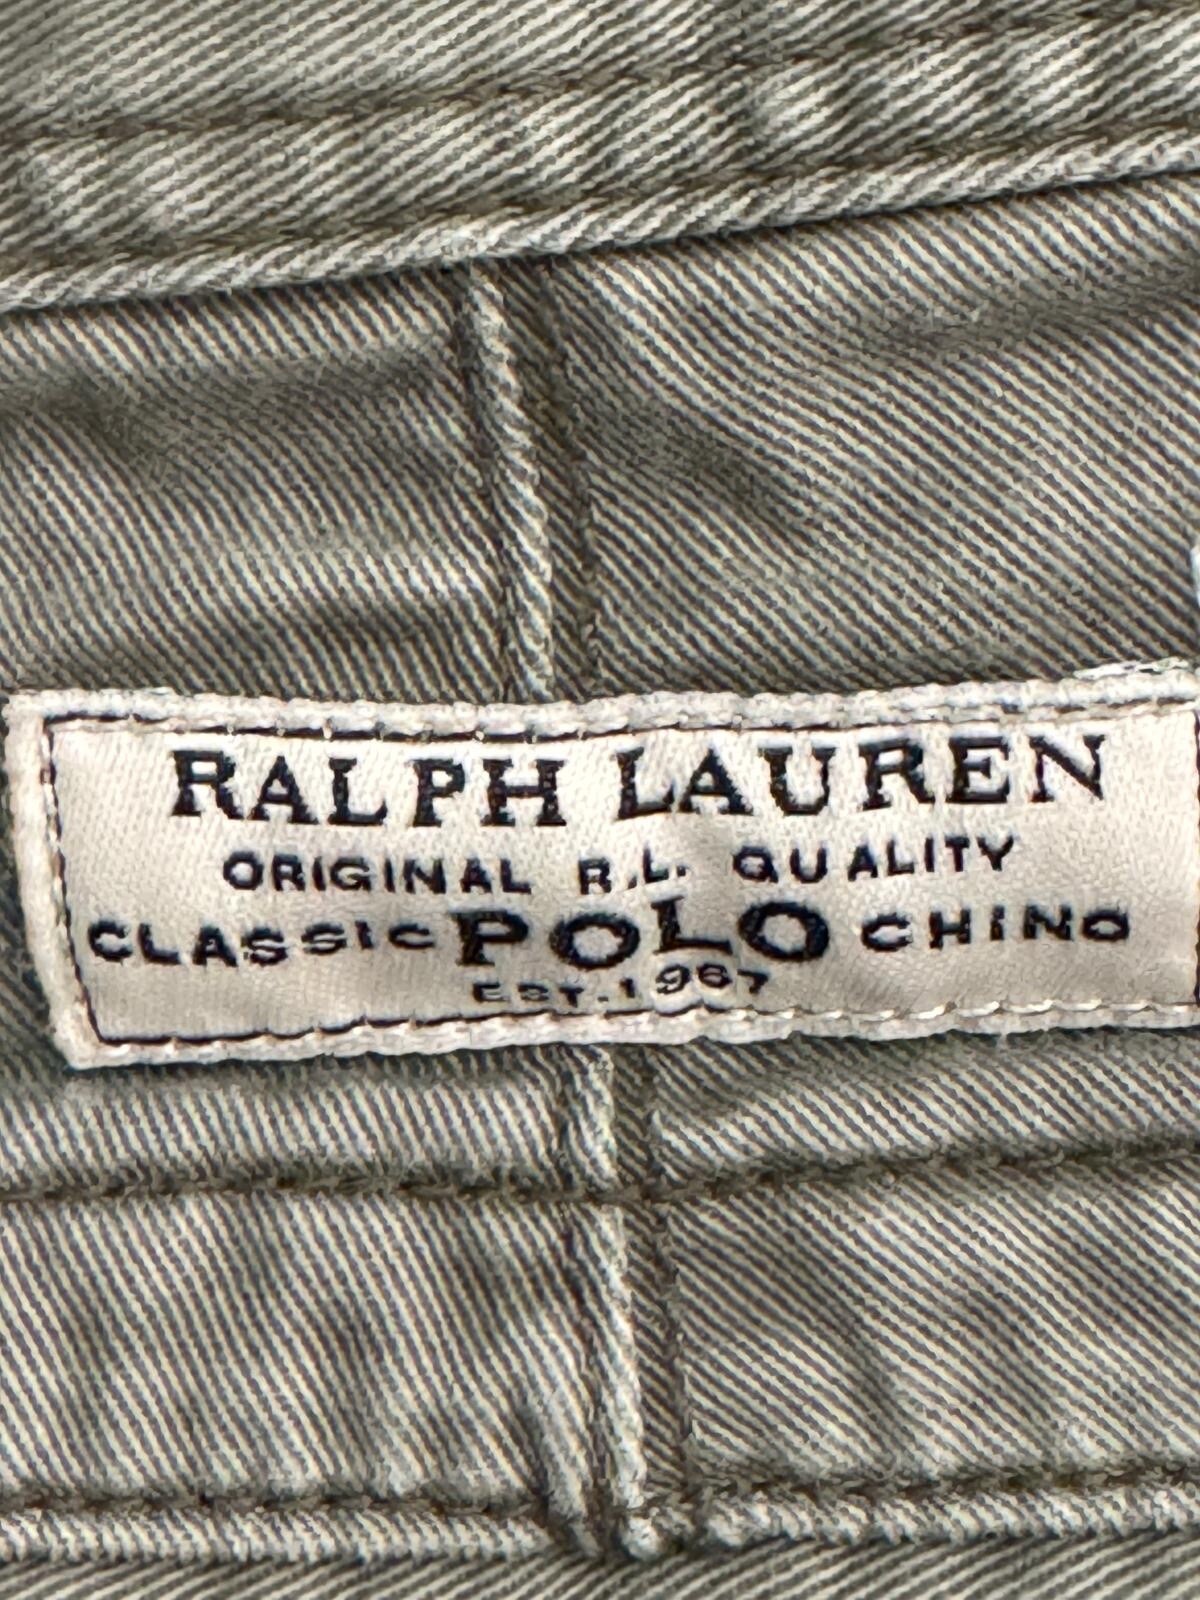 RALPH LAUREN
ORIGINAL R.L. QUALITY
CLASSIC POLO CHINO
EST. 1967